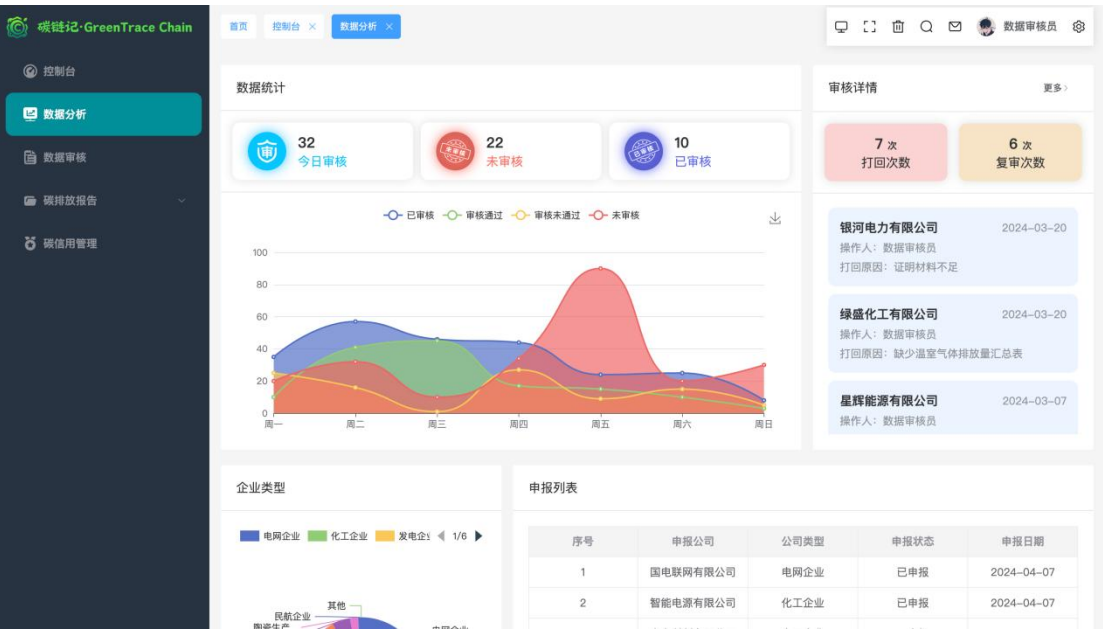 碳链记·GreenTrace Chain
首页
控制台 ×
数据分析 ×
数据审核员
控制台
数据分析
数据审核
碳排放报告
碳信用管理
数据统计
32
今日审核
22
未审核
10
已审核
已审核 审核通过 审核未通过 未审核
100
80
60
40
20
0
周一 周二 周三 周四 周五 周六 周日
审核详情
更多
7 次
打回次数
6 次
复审次数
银河电力有限公司 2024-03-20
操作人：数据审核员
打回原因：证明材料不足
绿盛化工有限公司 2024-03-20
操作人：数据审核员
打回原因：缺少温室气体排放量汇总表
星辉能源有限公司 2024-03-07
操作人：数据审核员
企业类型
电网企业 化工企业 发电企 1/6
其他
民航企业
申报列表
序号 申报公司 公司类型 申报状态 申报日期
1 国电联网有限公司 电网企业 已申报 2024-04-07
2 智能电源有限公司 化工企业 已申报 2024-04-07